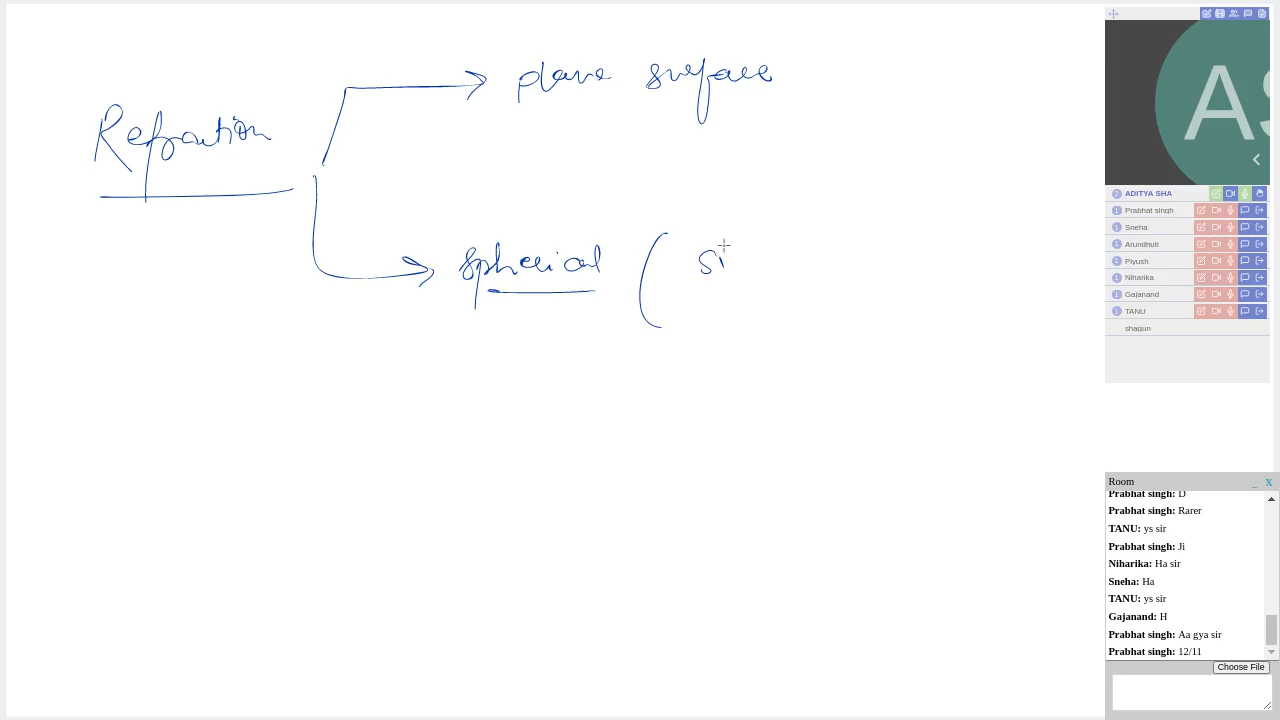 plane surface
Refraction
spherical ( si
AS
ADITYA SHA
Prabhat singh
Sneha
Arundhuti
Piyush
Niharika
Gajanand
TANU
shagun
Room
_ X
Prabhat singh: D
Prabhat singh: Rarer
TANU: ys sir
Prabhat singh: Ji
Niharika: Ha sir
Sneha: Ha
TANU: ys sir
Gajanand: H
Prabhat singh: Aa gya sir
Prabhat singh: 12/11
Choose File